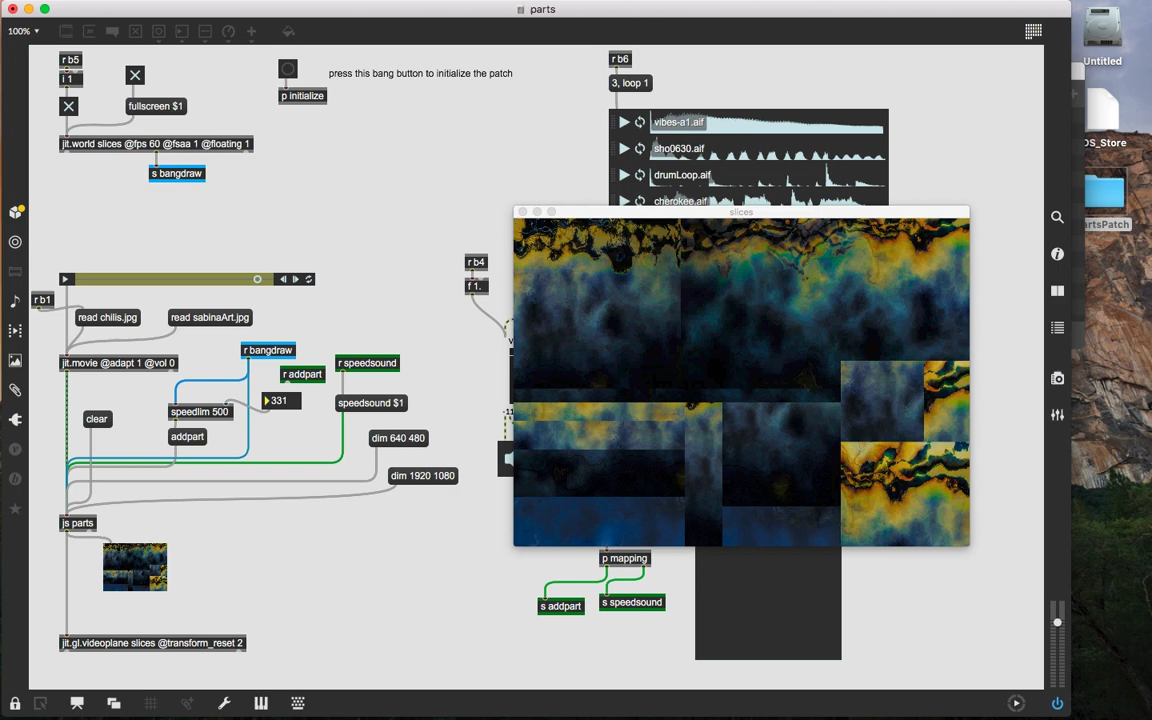 parts
100%
r b5
i 1
fullscreen $1
jit.world slices @fps 60 @fsaa 1 @floating 1
s bangdraw
press this bang button to initialize the patch
p initialize
r b6
3, loop 1
vibes-a1.aif
sho0630.aif
drumLoop.aif
cherokee.aif
Untitled
DS_Store
artsPatch
slices
r b4
f 1.
r b1
read chilis.jpg
read sabinaArt.jpg
jit.movie @adapt 1 @vol 0
r bangdraw
r addpart
r speedsound
331
speedlim 500
speedsound $1
clear
addpart
dim 640 480
dim 1920 1080
js parts
jit.gl.videoplane slices @transform_reset 2
p mapping
s addpart
s speedsound